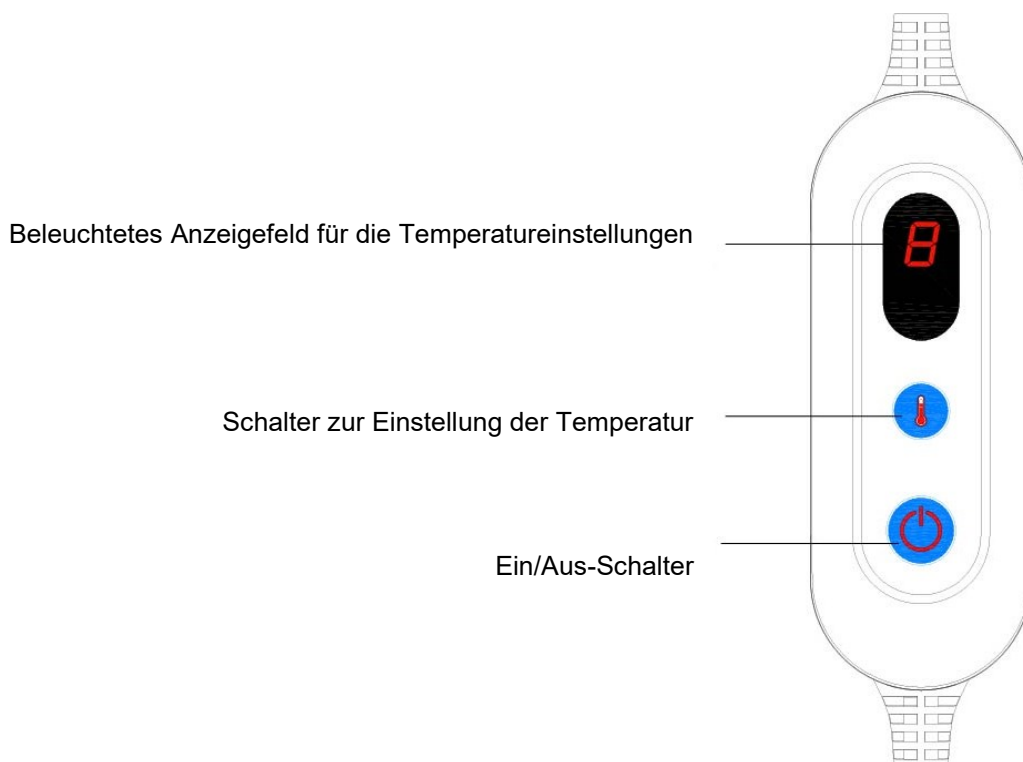 Beleuchtetes Anzeigefeld für die Temperatureinstellungen
8
Schalter zur Einstellung der Temperatur
Ein/Aus-Schalter